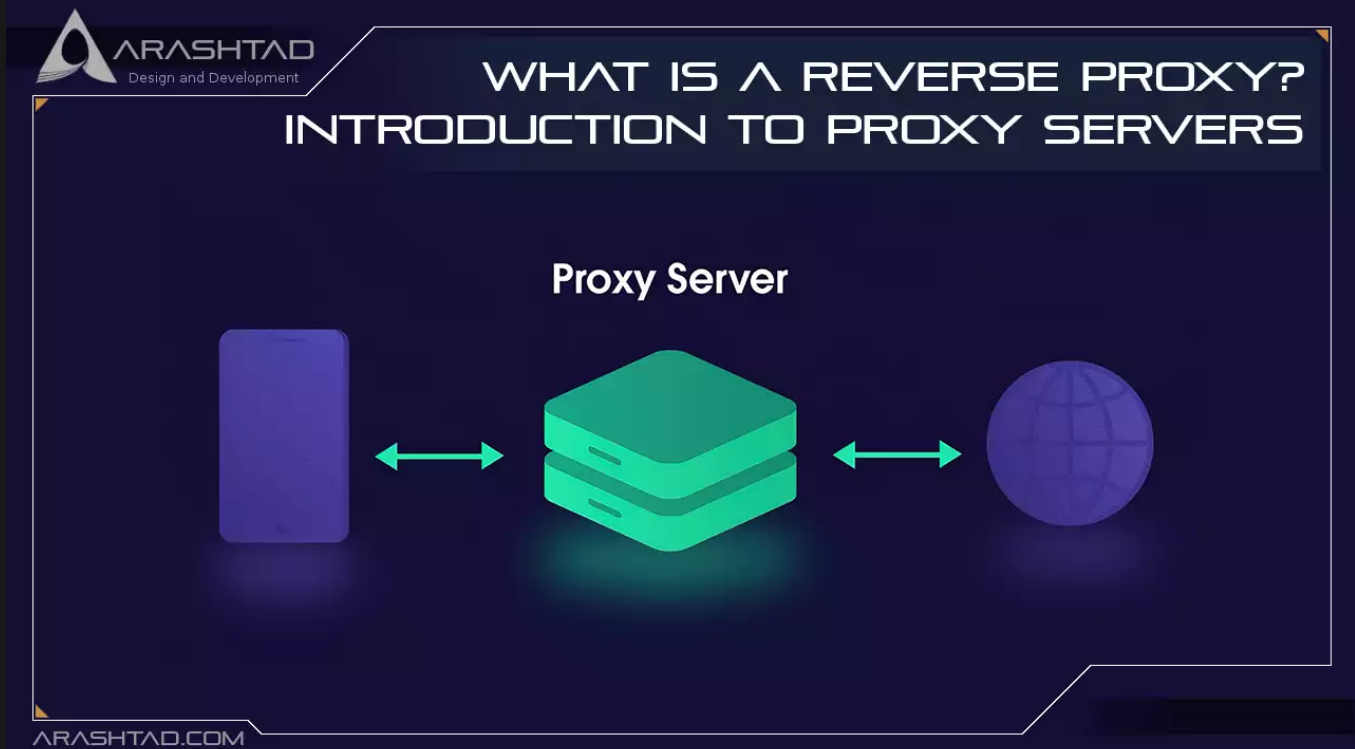 ARASHTAD
Design and Development
WHAT IS A REVERSE PROXY?
INTRODUCTION TO PROXY SERVERS
Proxy Server
ARASHTAD.COM